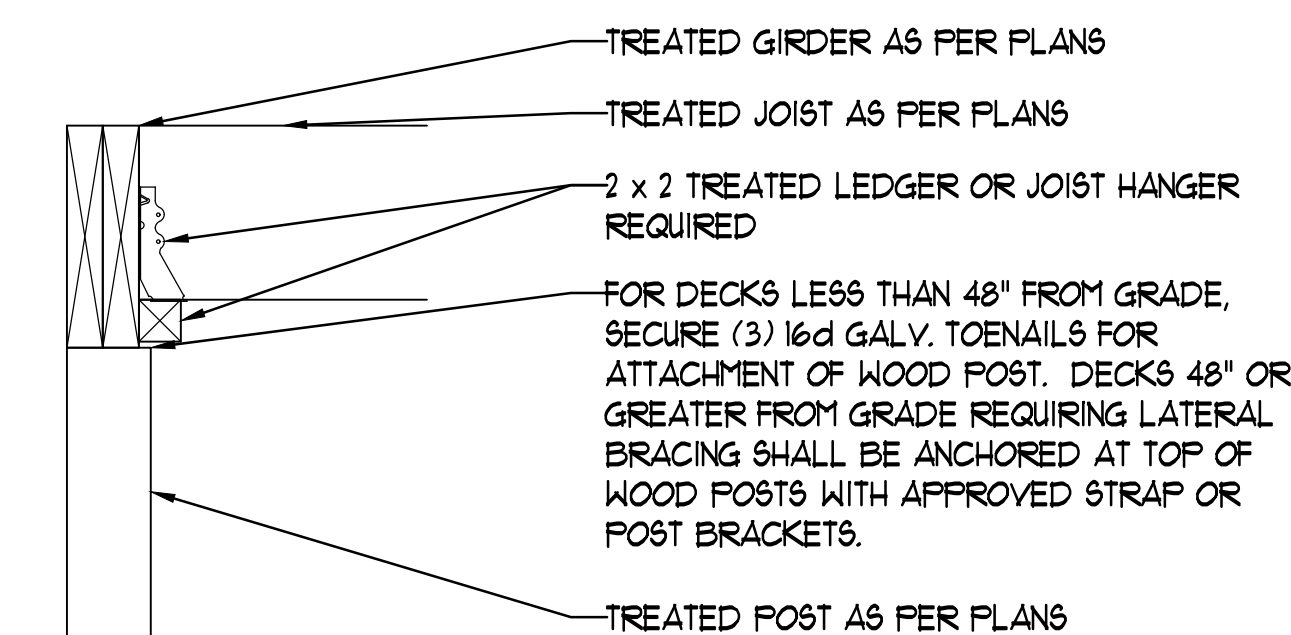 TREATED GIRDER AS PER PLANS
TREATED JOIST AS PER PLANS
2 x 2 TREATED LEDGER OR JOIST HANGER
REQUIRED
FOR DECKS LESS THAN 48" FROM GRADE,
SECURE (3) 16d GALV. TOENAILS FOR
ATTACHMENT OF WOOD POST. DECKS 48" OR
GREATER FROM GRADE REQUIRING LATERAL
BRACING SHALL BE ANCHORED AT TOP OF
WOOD POSTS WITH APPROVED STRAP OR
POST BRACKETS.
TREATED POST AS PER PLANS